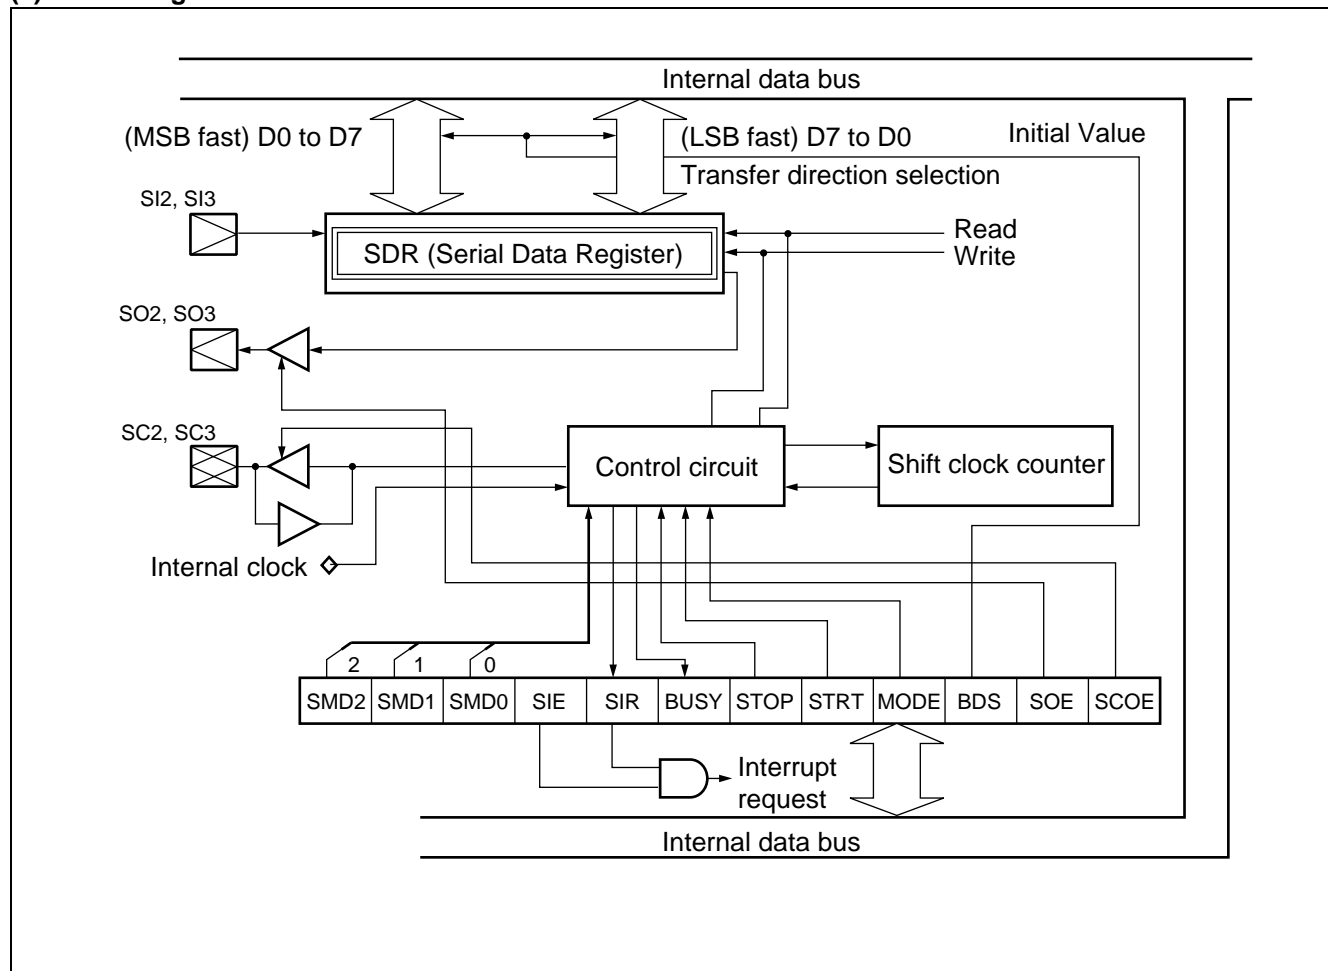 Internal data bus
(MSB fast) D0 to D7
(LSB fast) D7 to D0
Initial Value
Transfer direction selection
SI2, SI3
Read
SDR (Serial Data Register)
Write
SO2, SO3
SC2, SC3
Control circuit
Shift clock counter
Internal clock
2 1 0
SMD2 SMD1 SMD0 SIE SIR BUSY STOP STRT MODE BDS SOE SCOE
Interrupt
request
Internal data bus